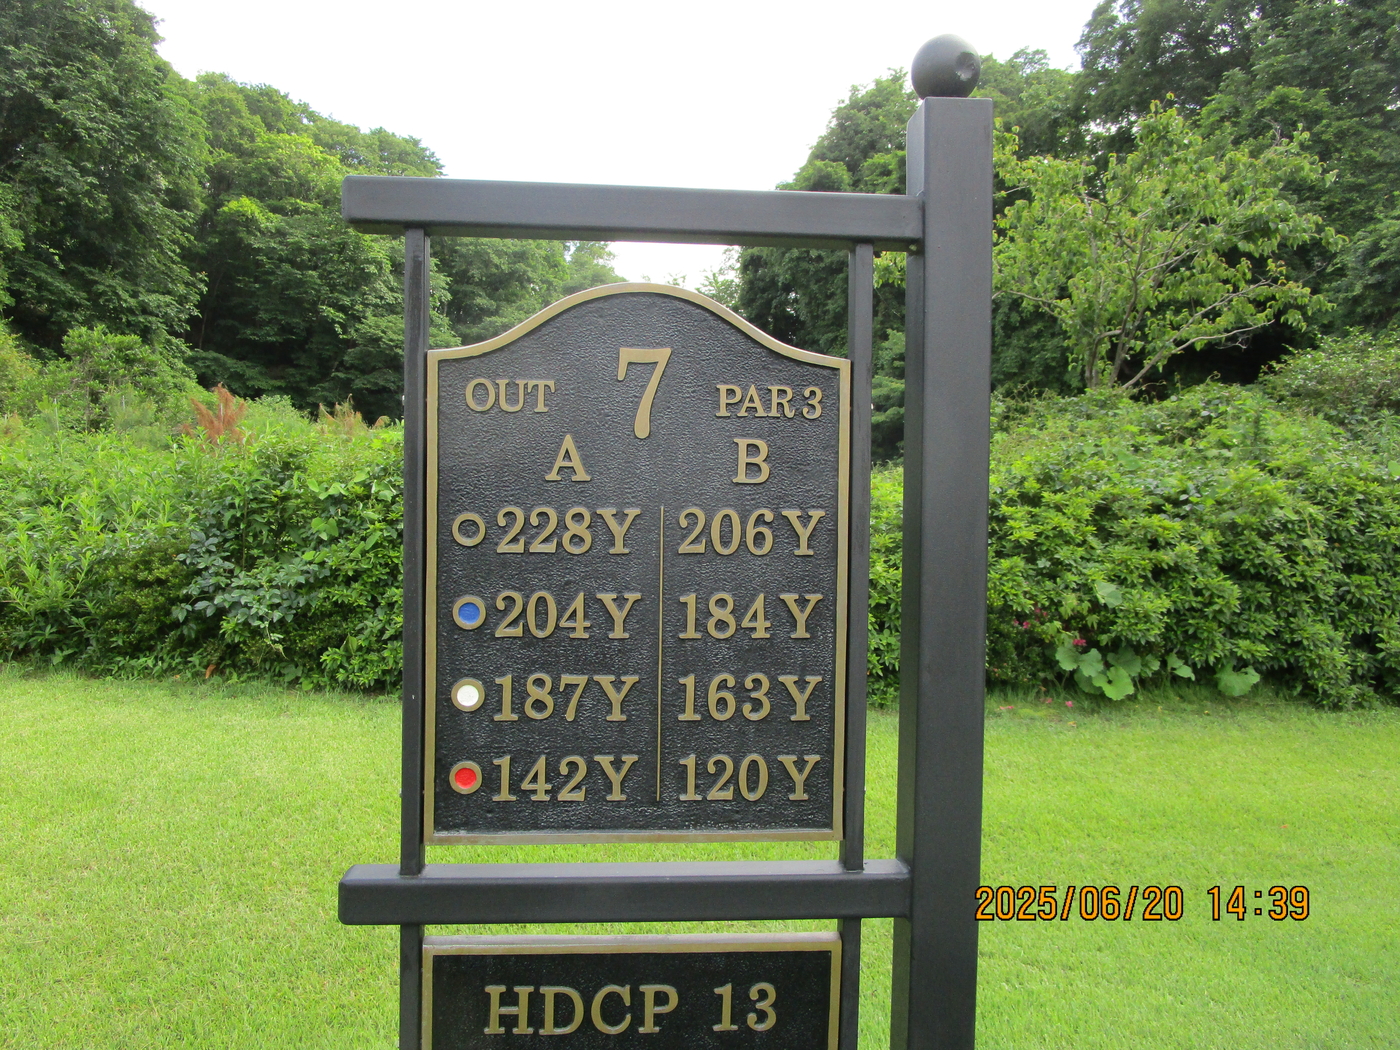 7
OUT PAR 3
A B
228Y 206Y
204Y 184Y
187Y 163Y
142Y 120Y
2025/06/20 14:39
HDCP 13